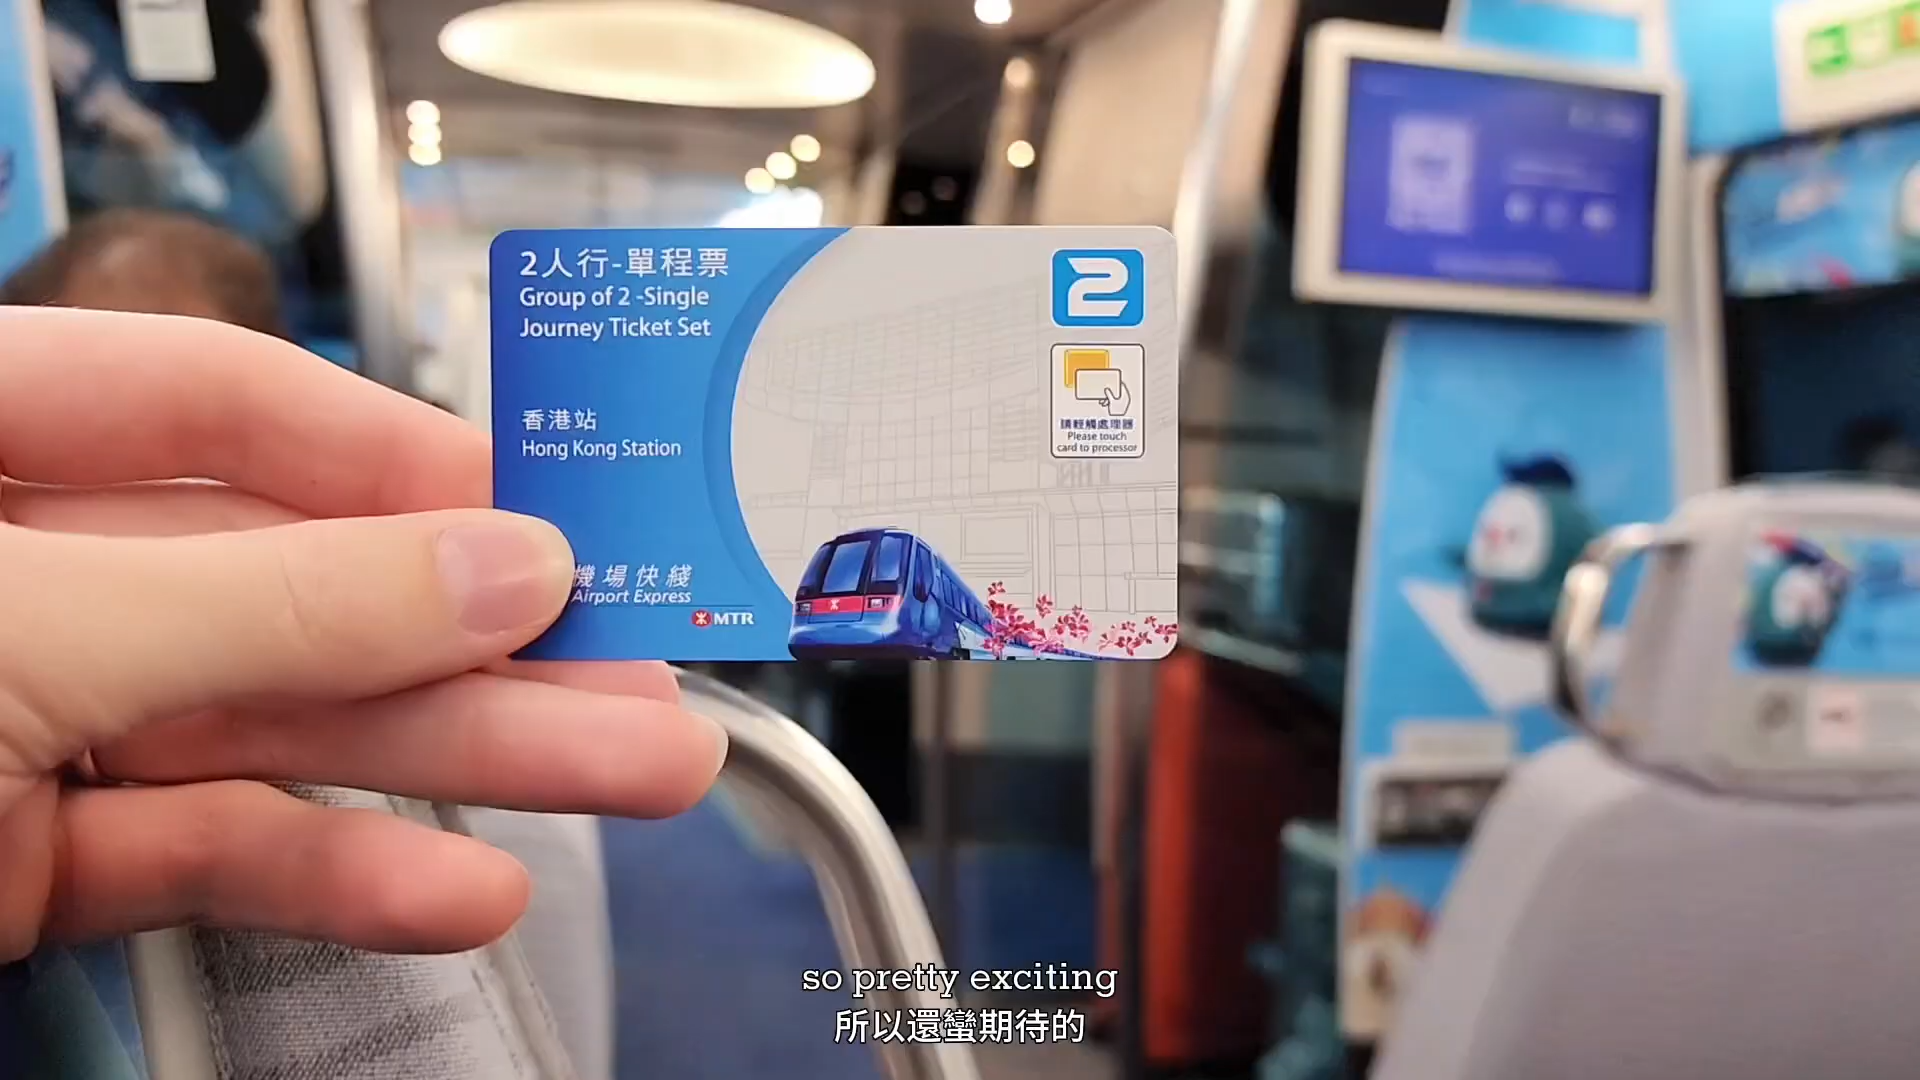 2人行-單程票
Group of 2 -Single
Journey Ticket Set
2
請輕觸處理器
Please touch
card to processor
香港站
Hong Kong Station
機場快綫
Airport Express
MTR
so pretty exciting
所以還蠻期待的